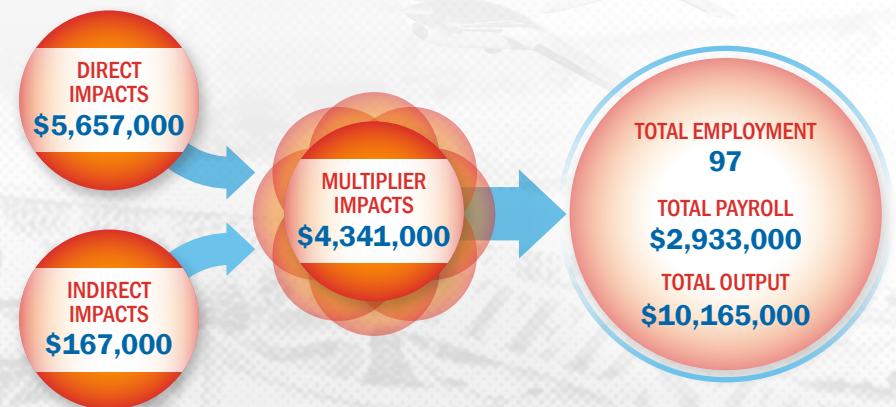 DIRECT
IMPACTS
$5,657,000
INDIRECT
IMPACTS
$167,000
MULTIPLIER
IMPACTS
$4,341,000
TOTAL EMPLOYMENT
97
TOTAL PAYROLL
$2,933,000
TOTAL OUTPUT
$10,165,000